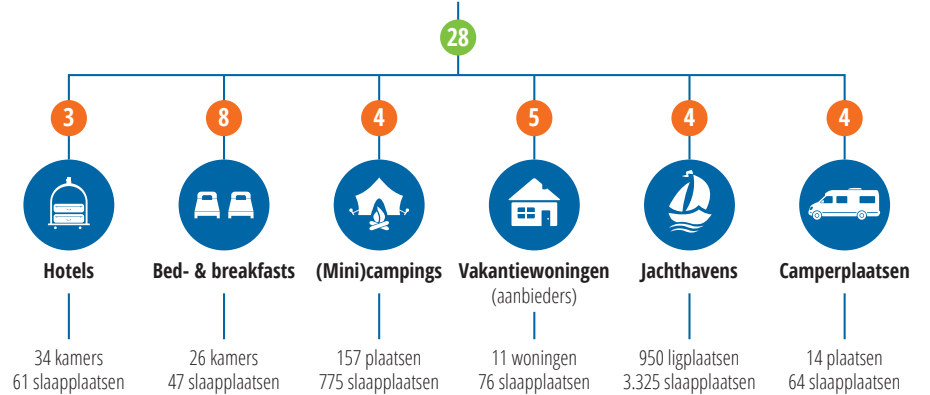 28
3
8
4
5
4
4
Hotels
Bed- & breakfasts
(Mini)campings
Vakantiewoningen
(aanbieders)
Jachthavens
Camperplaatsen
34 kamers
61 slaapplaatsen
26 kamers
47 slaapplaatsen
157 plaatsen
775 slaapplaatsen
11 woningen
76 slaapplaatsen
950 ligplaatsen
3.325 slaapplaatsen
14 plaatsen
64 slaapplaatsen